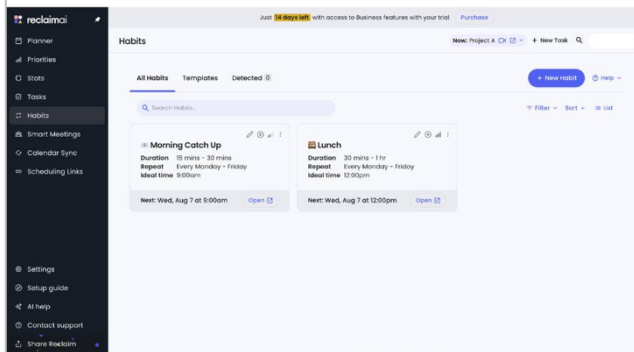 reclaimai
Just 14 days left with access to Business features with your trial Purchase
Planner
Priorities
Stats
Tasks
Habits
Smart Meetings
Calendar Sync
Scheduling Links
Settings
Setup guide
AI help
Contact support
Share Reclaim
Habits
Now: Project A
+ New Task
All Habits Templates Detected 0
+ New Habit
Help
Search Habits...
Filter Sort List
Morning Catch Up
Duration 15 mins - 30 mins
Repeat Every Monday - Friday
Ideal time 9:00am
Next: Wed, Aug 7 at 9:00am Open
Lunch
Duration 30 mins - 1 hr
Repeat Every Monday - Friday
Ideal time 12:00pm
Next: Wed, Aug 7 at 12:00pm Open